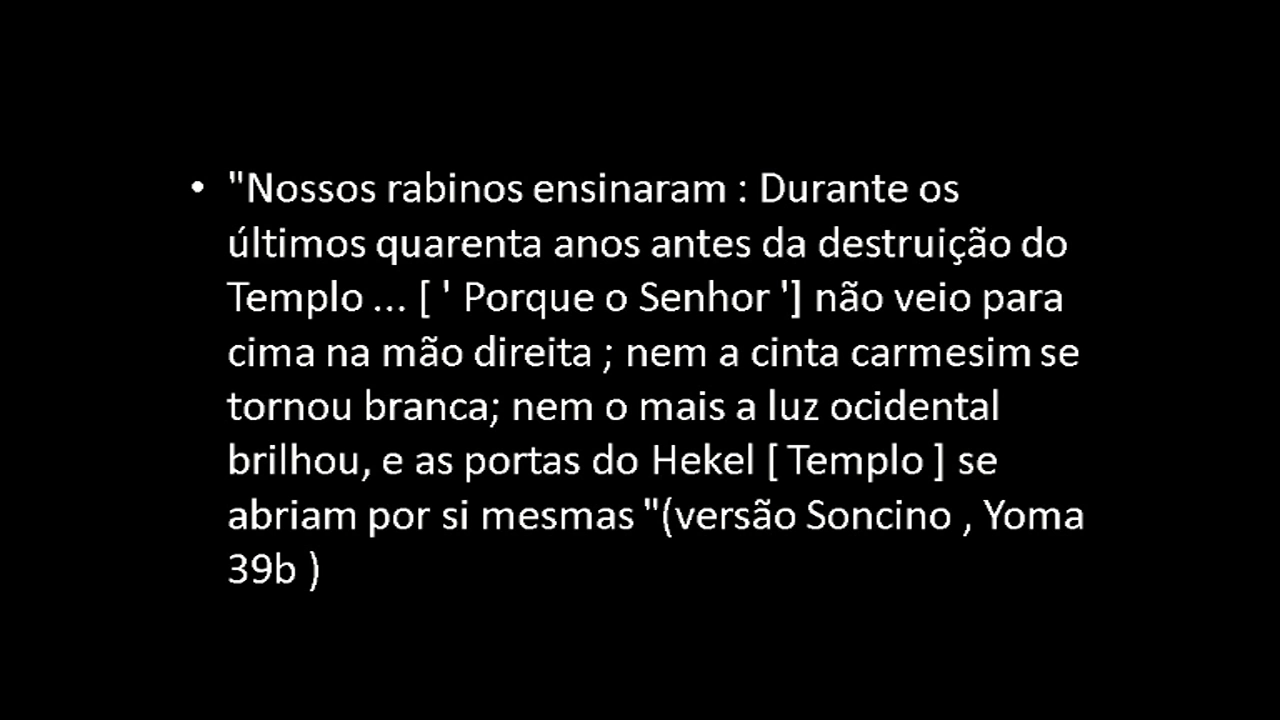 • "Nossos rabinos ensinaram : Durante os
últimos quarenta anos antes da destruição do
Templo ... [ ' Porque o Senhor '] não veio para
cima na mão direita ; nem a cinta carmesim se
tornou branca; nem o mais a luz ocidental
brilhou, e as portas do Hekel [ Templo ] se
abriam por si mesmas "(versão Soncino , Yoma
39b )